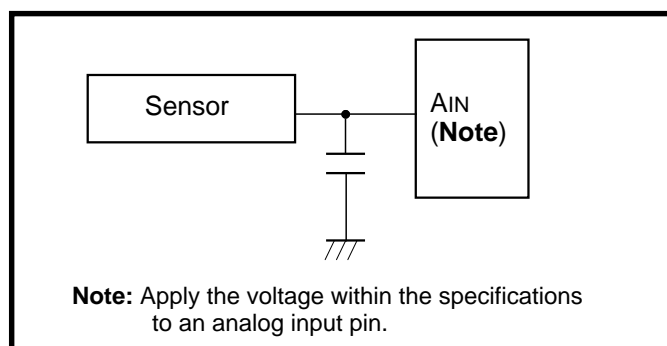 Sensor
AIN
(Note)
Note: Apply the voltage within the specifications
to an analog input pin.